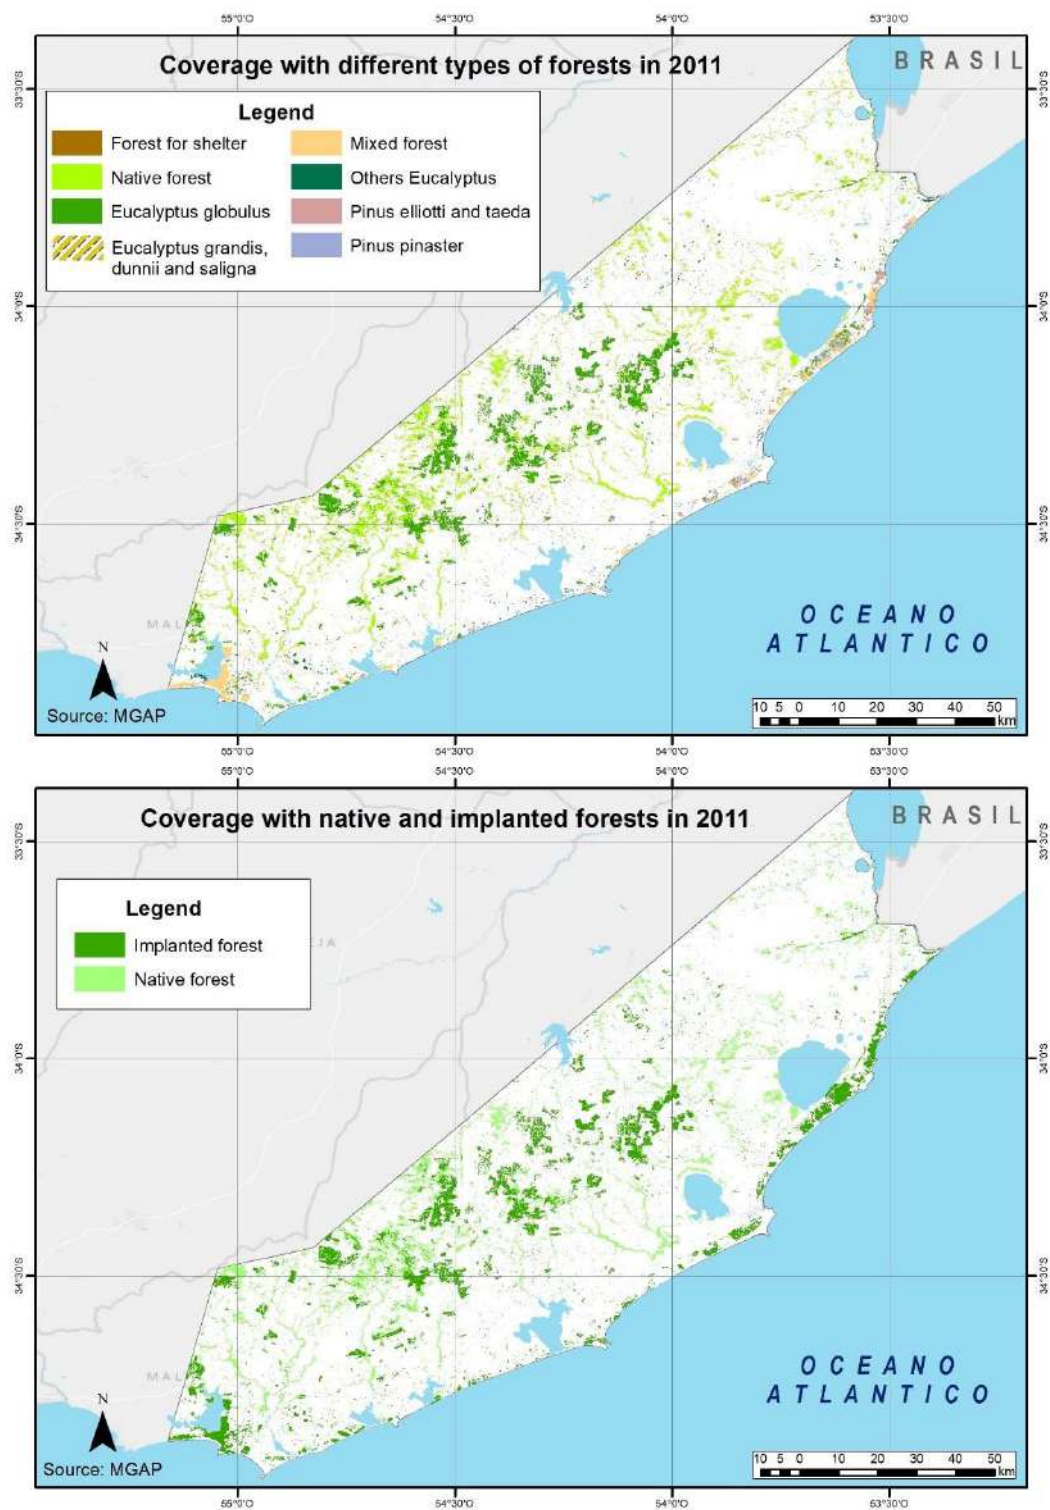 55°0'O 54°30'O 54°0'O 53°30'O
Coverage with different types of forests in 2011
BRASIL
33°30'S 33°30'S
Legend
Forest for shelter Mixed forest
Native forest Others Eucalyptus
Eucalyptus globulus Pinus elliotti and taeda
Eucalyptus grandis, Pinus pinaster
dunnii and saligna
34°0'S 34°0'S
34°30'S 34°30'S
OCEANO
MAL
ATLANTICO
N
Source: MGAP
10 5 0 10 20 30 40 50
km
55°0'O 54°30'O 54°0'O 53°30'O
55°0'O 54°30'O 54°0'O 53°30'O
Coverage with native and implanted forests in 2011
BRASIL
33°30'S 33°30'S
Legend
Implanted forest
EJA
Native forest
34°0'S 34°0'S
34°30'S 34°30'S
OCEANO
MAL
ATLANTICO
N
Source: MGAP
10 5 0 10 20 30 40 50
km
55°0'O 54°30'O 54°0'O 53°30'O